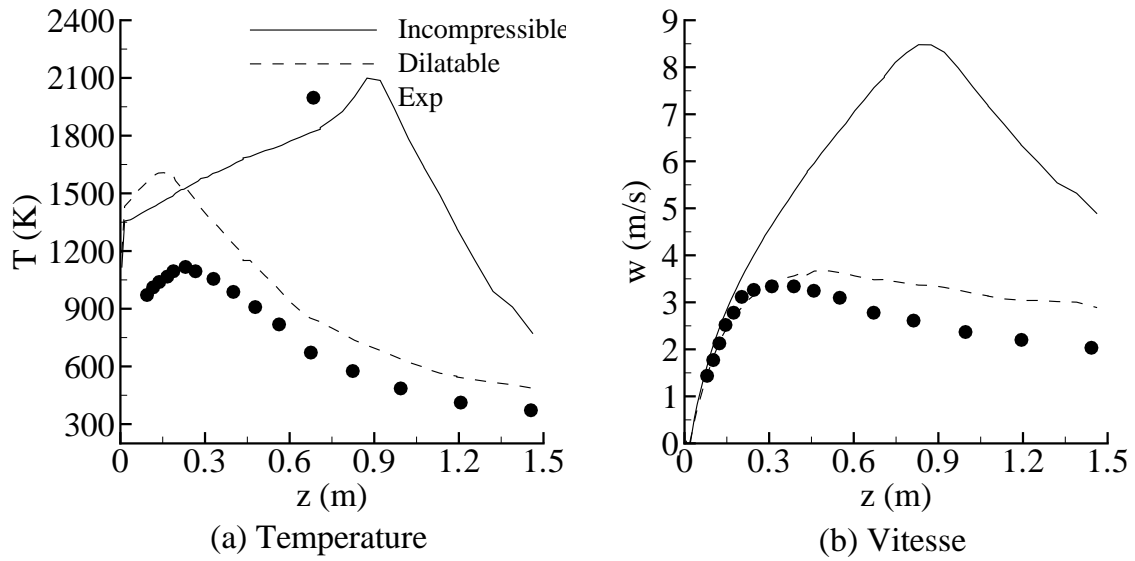 2400
2100
1800
1500
1200
900
600
300
T (K)
0 0.3 0.6 0.9 1.2 1.5
z (m)
Incompressible
Dilatable
Exp
(a) Temperature
9
8
7
6
5
4
3
2
1
0
w (m/s)
0 0.3 0.6 0.9 1.2 1.5
z (m)
(b) Vitesse